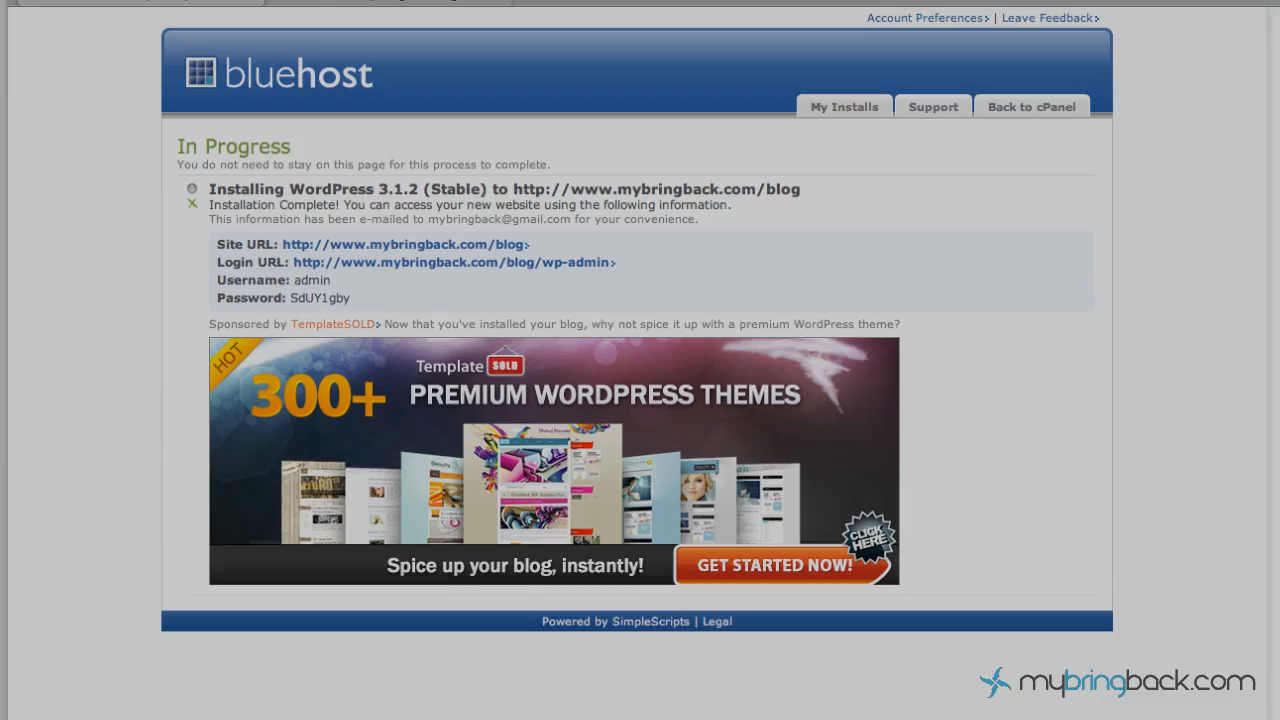 Account Preferences | Leave Feedback
bluehost
My Installs
Support
Back to cPanel
In Progress
You do not need to stay on this page for this process to complete.
Installing WordPress 3.1.2 (Stable) to http://www.mybringback.com/blog
Installation Complete! You can access your new website using the following information.
This information has been e-mailed to mybringback@gmail.com for your convenience.
Site URL: http://www.mybringback.com/blog
Login URL: http://www.mybringback.com/blog/wp-admin
Username: admin
Password: SdUY1gby
Sponsored by TemplateSOLD Now that you've installed your blog, why not spice it up with a premium WordPress theme?
HOT
Template SOLD
300+ PREMIUM WORDPRESS THEMES
CLICK HERE
Spice up your blog, instantly!
GET STARTED NOW!
Powered by SimpleScripts | Legal
mybringback.com